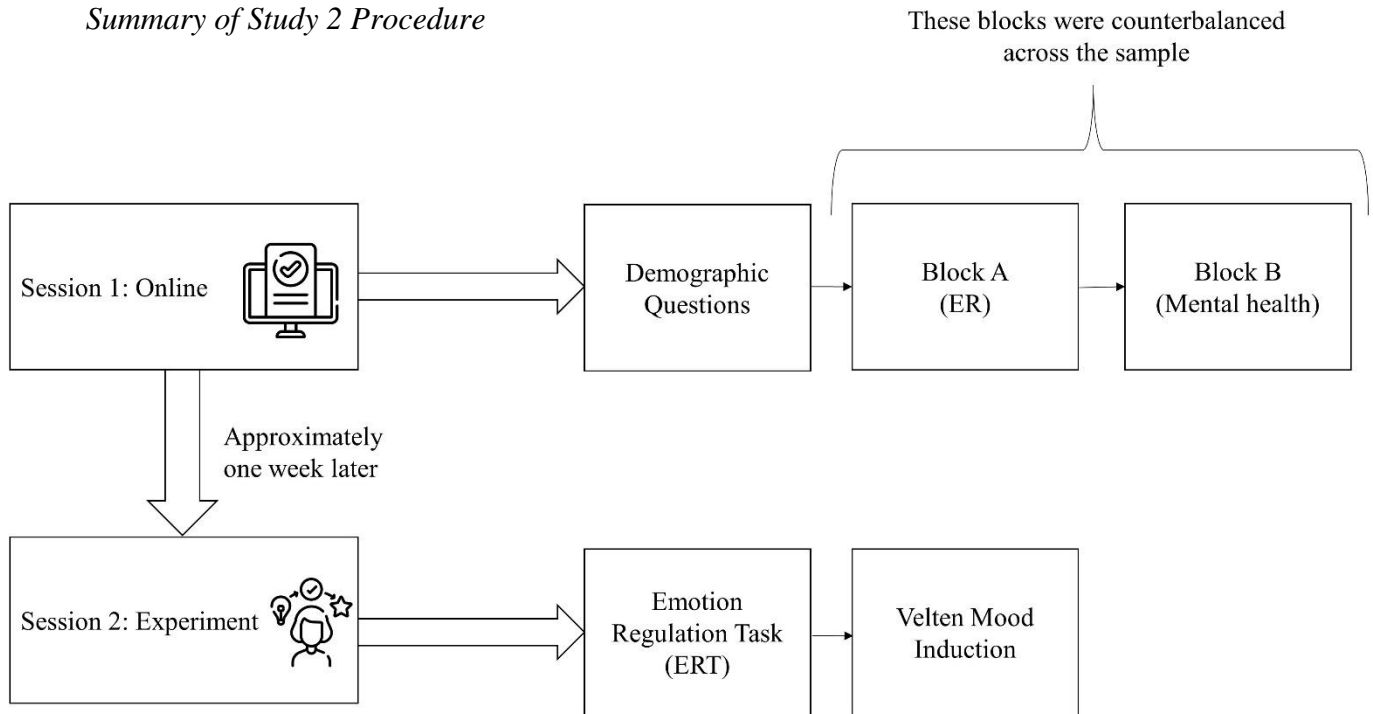 Summary of Study 2 Procedure
These blocks were counterbalanced
across the sample
Session 1: Online
Demographic
Questions
Block A
(ER)
Block B
(Mental health)
Approximately
one week later
Session 2: Experiment
Emotion
Regulation Task
(ERT)
Velten Mood
Induction